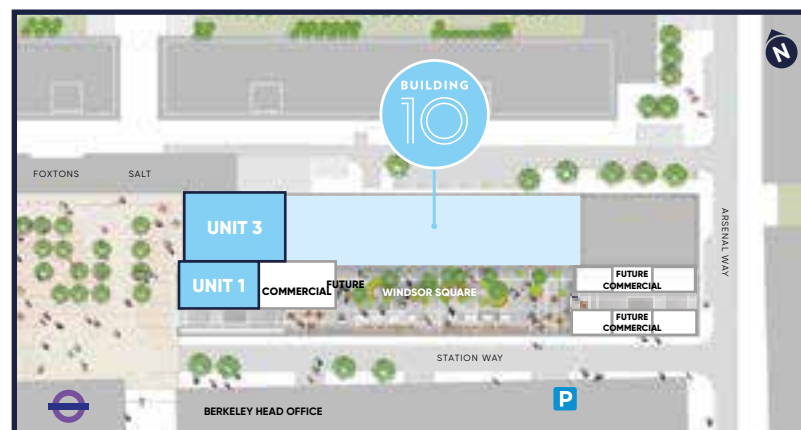 BUILDING
10
N
FOXTONS
SALT
UNIT 3
ARSENAL WAY
UNIT 1
COMMERCIAL
FUTURE
WINDSOR SQUARE
FUTURE
COMMERCIAL
FUTURE
COMMERCIAL
STATION WAY
P
BERKELEY HEAD OFFICE